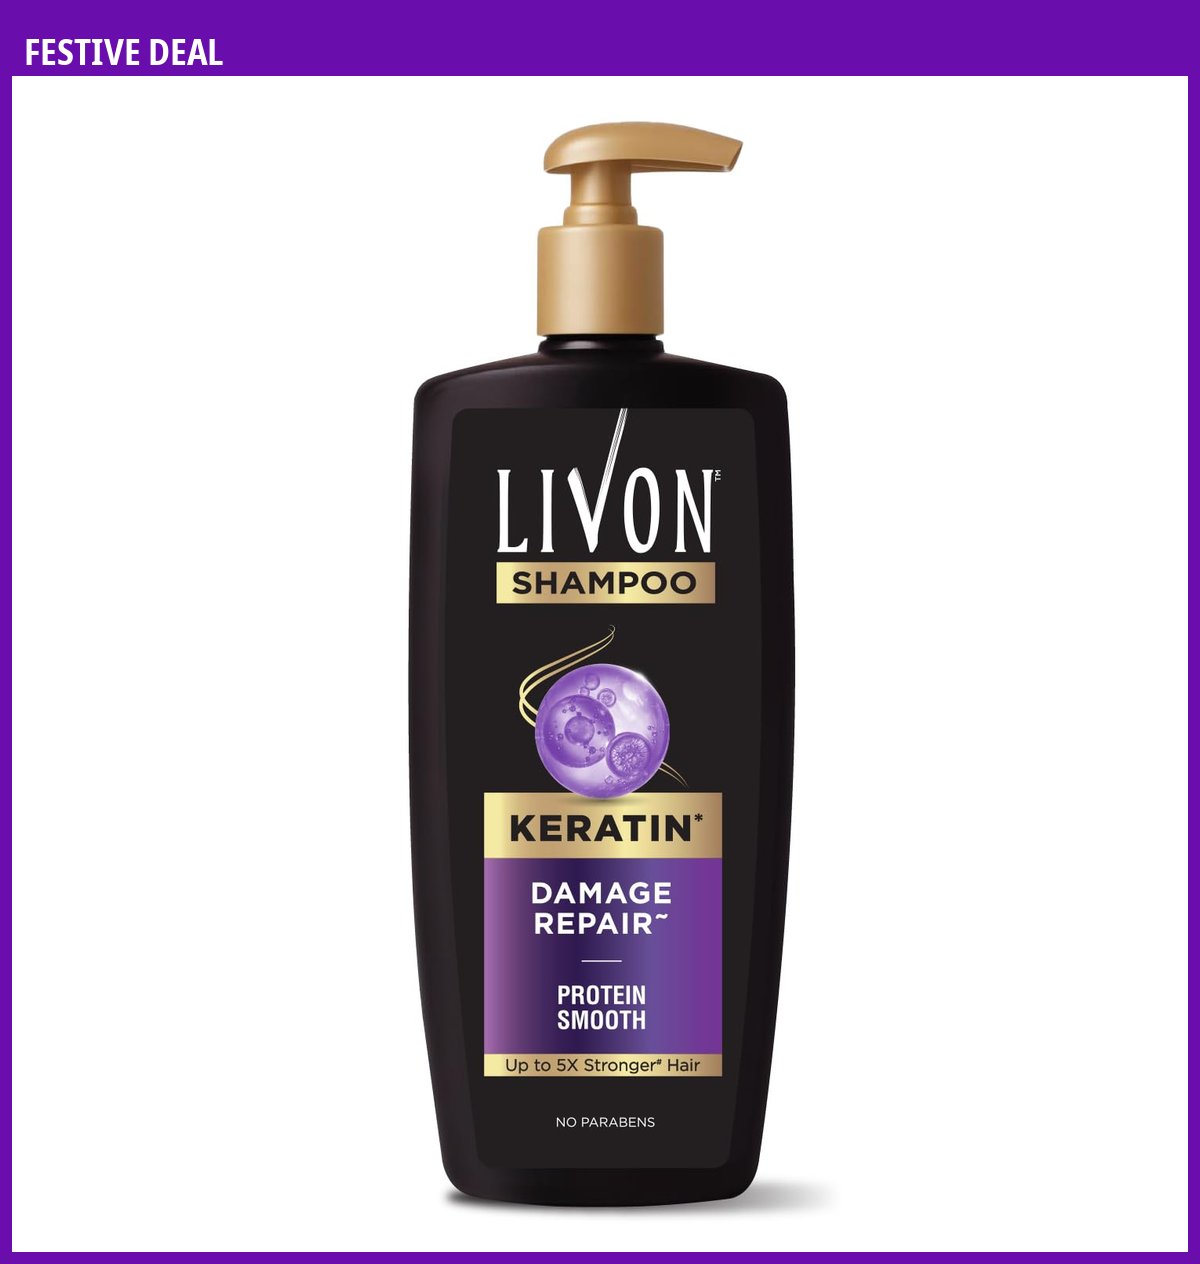 FESTIVE DEAL
LIVON™
SHAMPOO
KERATIN*
DAMAGE
REPAIR~
PROTEIN
SMOOTH
Up to 5X Stronger# Hair
NO PARABENS